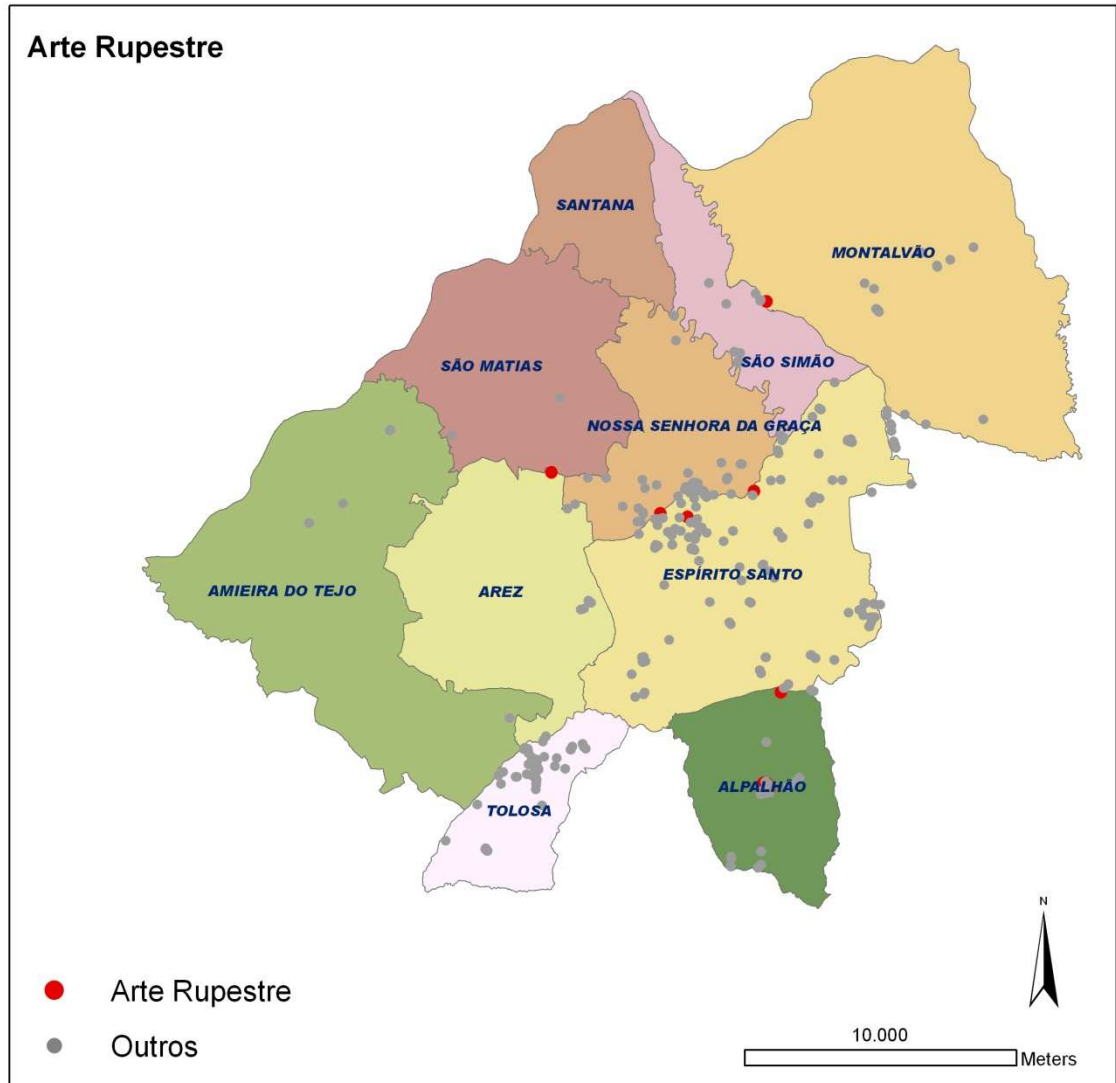 Arte Rupestre
SANTANA
MONTALVÃO
SÃO MATIAS
SÃO SIMÃO
NOSSA SENHORA DA GRAÇA
ESPÍRITO SANTO
AMIEIRA DO TEJO
AREZ
ALPALHÃO
TOLOSA
N
Arte Rupestre
Outros
10.000
Meters